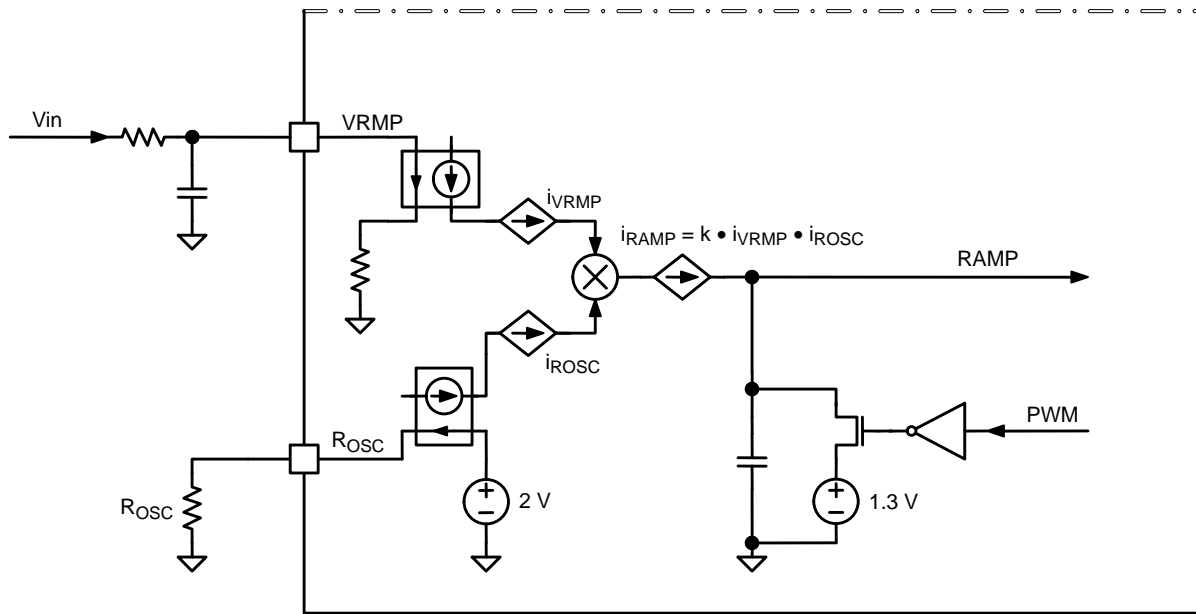 Vin
VRMP
iVRMP
iRAMP = k • iVRMP • iROSC
RAMP
iROSC
PWM
ROSC
ROSC
2 V
1.3 V